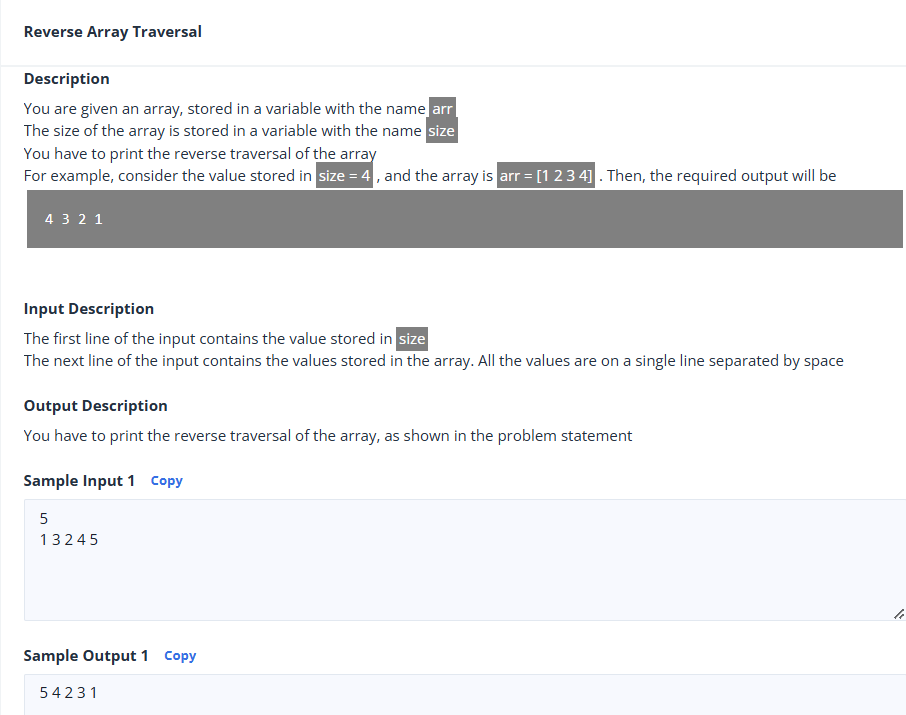 Reverse Array Traversal
Description
You are given an array, stored in a variable with the name arr
The size of the array is stored in a variable with the name size
You have to print the reverse traversal of the array
For example, consider the value stored in size = 4 , and the array is arr = [1 2 3 4] . Then, the required output will be
4 3 2 1
Input Description
The first line of the input contains the value stored in size
The next line of the input contains the values stored in the array. All the values are on a single line separated by space
Output Description
You have to print the reverse traversal of the array, as shown in the problem statement
Sample Input 1 Copy
5
1 3 2 4 5
Sample Output 1 Copy
5 4 2 3 1